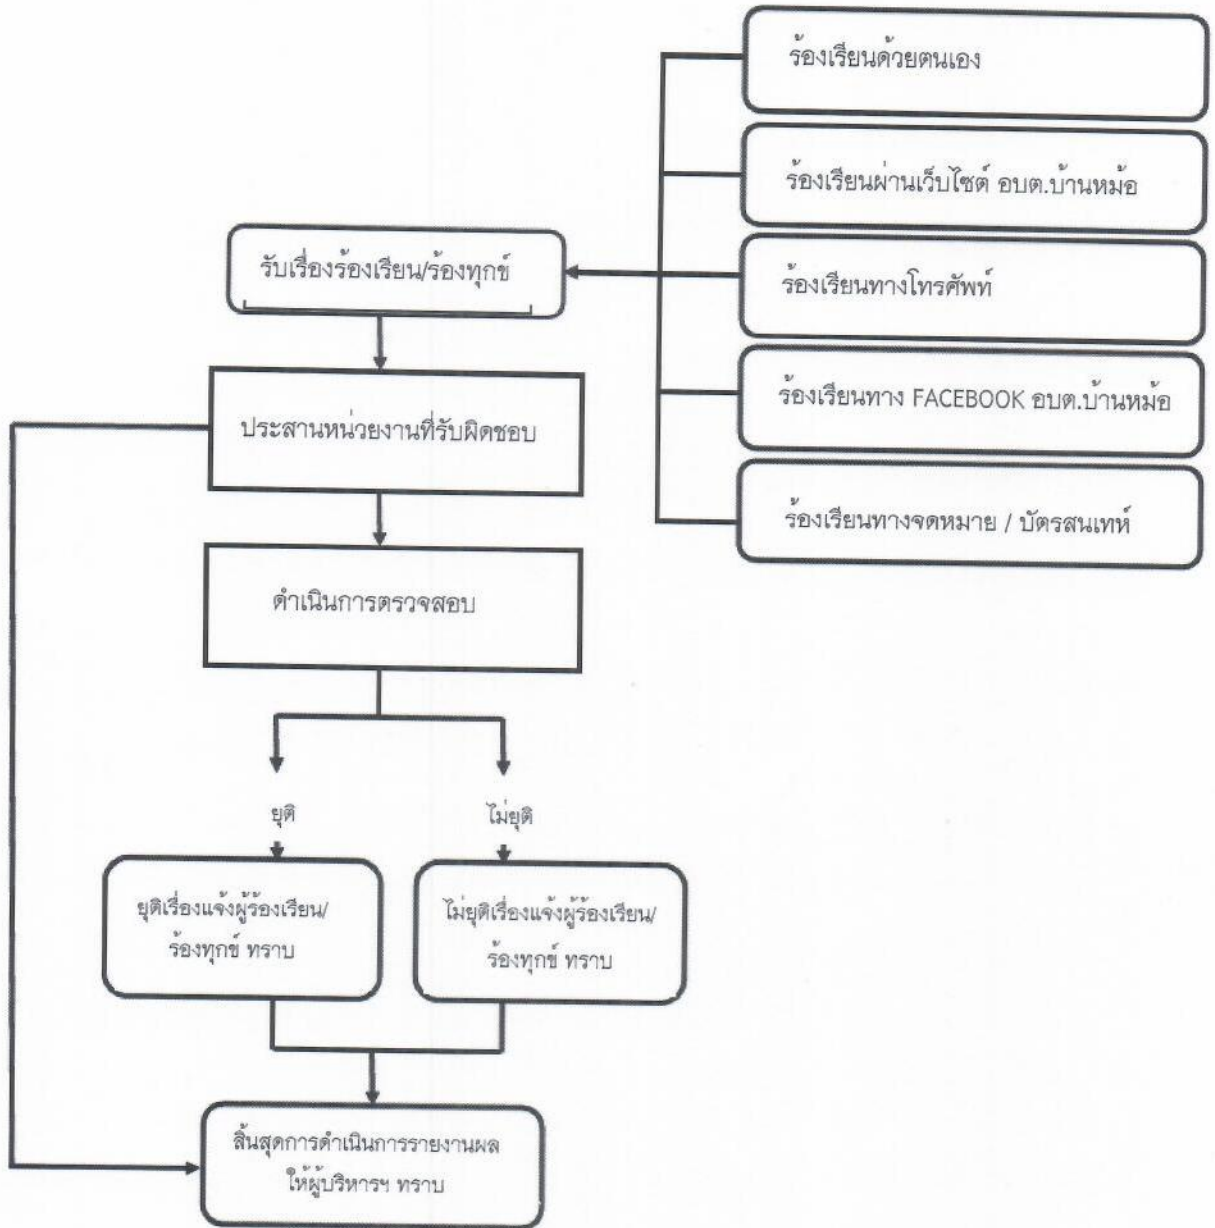 ร้องเรียนด้วยตนเอง
ร้องเรียนผ่านเว็บไซต์ อบต.บ้านหม้อ
รับเรื่องร้องเรียน/ร้องทุกข์
ร้องเรียนทางโทรศัพท์
ร้องเรียนทาง FACEBOOK อบต.บ้านหม้อ
ประสานหน่วยงานที่รับผิดชอบ
ร้องเรียนทางจดหมาย / บัตรสนเทห์
ดำเนินการตรวจสอบ
ยุติ
ไม่ยุติ
ยุติเรื่องแจ้งผู้ร้องเรียน/
ร้องทุกข์ ทราบ
ไม่ยุติเรื่องแจ้งผู้ร้องเรียน/
ร้องทุกข์ ทราบ
สิ้นสุดการดำเนินการรายงานผล
ให้ผู้บริหารฯ ทราบ